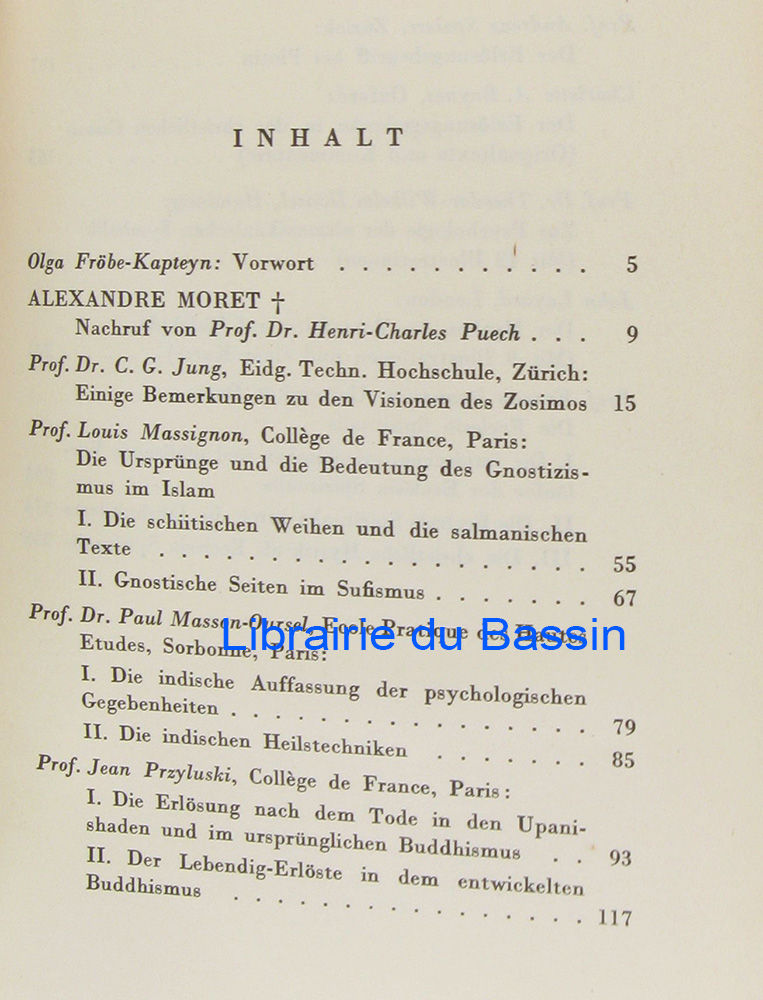 INHALT
Olga Fröbe-Kapteyn: Vorwort . . . . . . . . . . . 5
ALEXANDRE MORET †
Nachruf von Prof. Dr. Henri-Charles Puech . . . 9
Prof. Dr. C. G. Jung, Eidg. Techn. Hochschule, Zürich:
Einige Bemerkungen zu den Visionen des Zosimos 15
Prof. Louis Massignon, Collège de France, Paris:
Die Ursprünge und die Bedeutung des Gnostizis-
mus im Islam
I. Die schiitischen Weihen und die salmanischen
Texte . . . . . . . . . . . . . . . . . . . 55
II. Gnostische Seiten im Sufismus . . . . . . . 67
Prof. Dr. Paul Masson-Oursel, Ecole Pratique des Hautes
Librairie du Bassin
Etudes, Sorbonne, Paris:
I. Die indische Auffassung der psychologischen
Gegebenheiten . . . . . . . . . . . . . . . 79
II. Die indischen Heilstechniken . . . . . . . 85
Prof. Jean Przyluski, Collège de France, Paris:
I. Die Erlösung nach dem Tode in den Upani-
shaden und im ursprünglichen Buddhismus . . 93
II. Der Lebendig-Erlöste in dem entwickelten
Buddhismus . . . . . . . . . . . . . . . . 117